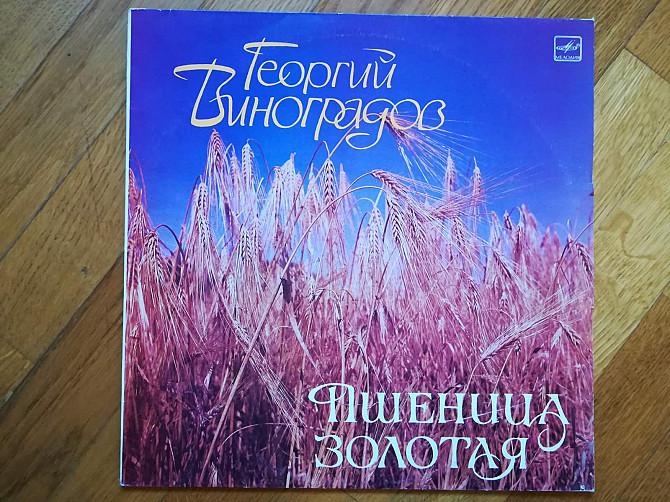 Георгий
Виноградов
МЕЛОДИЯ
ПШЕНИЦА
ЗОЛОТАЯ